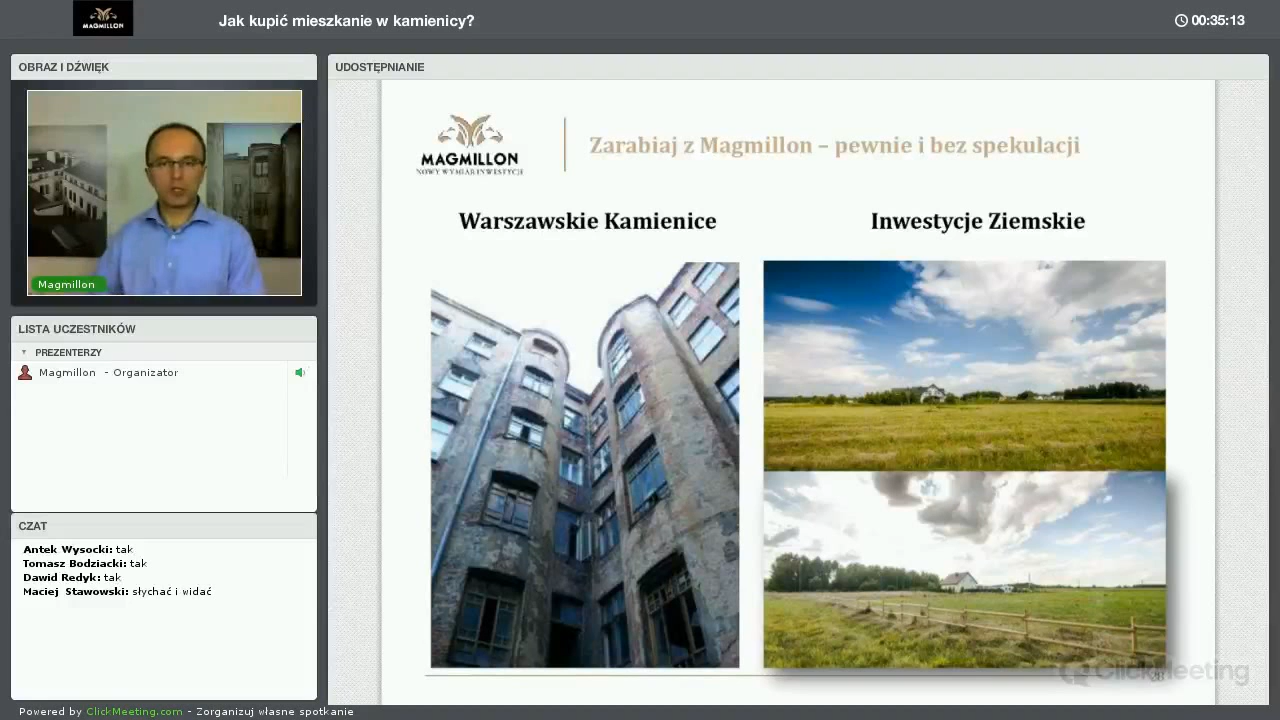 MAGMILLON
Jak kupić mieszkanie w kamienicy?
00:35:13
OBRAZ I DŹWIĘK
Magmillon
LISTA UCZESTNIKÓW
PREZENTERZY
Magmillon - Organizator
CZAT
Antek Wysocki: tak
Tomasz Bodziacki: tak
Dawid Redyk: tak
Maciej Stawowski: słychać i widać
UDOSTĘPNIANIE
MAGMILLON
NOWY WYMIAR INWESTYCJI
Zarabiaj z Magmillon – pewnie i bez spekulacji
Warszawskie Kamienice
Inwestycje Ziemskie
ClickMeeting
Powered by ClickMeeting.com - Zorganizuj własne spotkanie